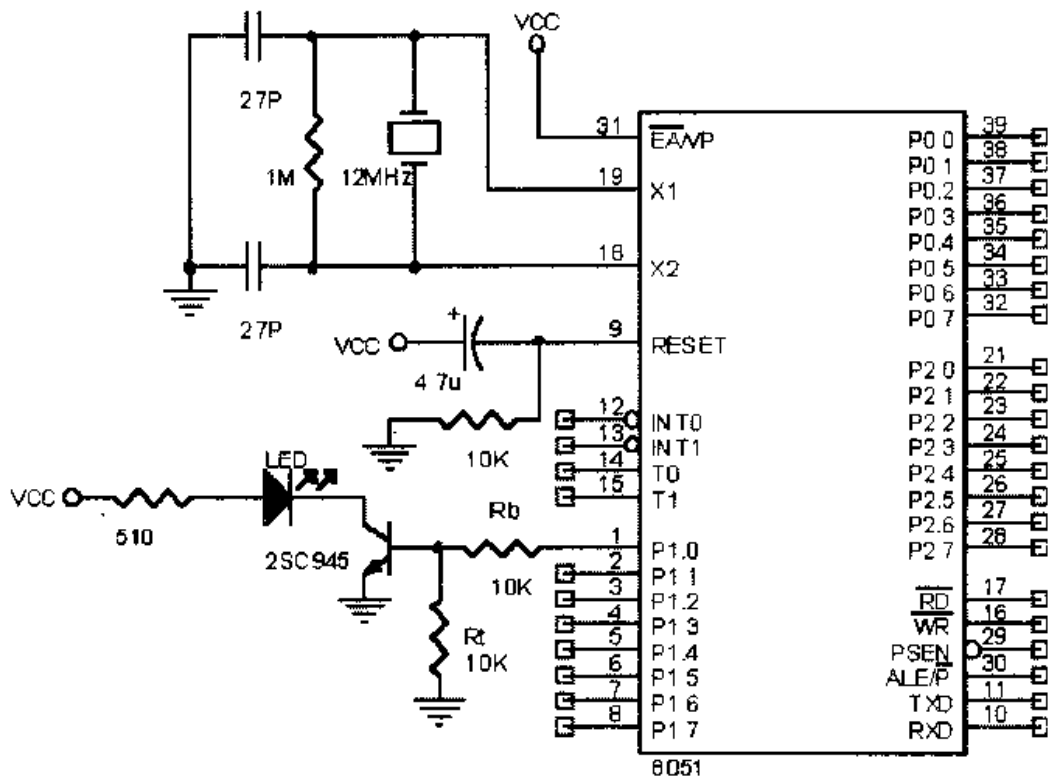 VCC
27P
1M
12MHz
27P
VCC
+
4.7u
10K
LED
VCC
510
2SC945
Rb
10K
Rt
10K
31 EA/VP
19 X1
18 X2
9 RESET
12 INT0
13 INT1
14 T0
15 T1
1 P1.0
2 P1.1
3 P1.2
4 P1.3
5 P1.4
6 P1.5
7 P1.6
8 P1.7
P0.0 39
P0.1 38
P0.2 37
P0.3 36
P0.4 35
P0.5 34
P0.6 33
P0.7 32
P2.0 21
P2.1 22
P2.2 23
P2.3 24
P2.4 25
P2.5 26
P2.6 27
P2.7 28
RD 17
WR 16
PSEN 29
ALE/P 30
TXD 11
RXD 10
8051